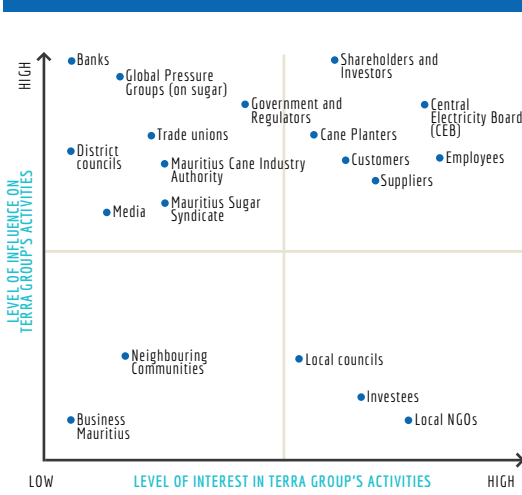 HIGH
LEVEL OF INFLUENCE ON
TERRA GROUP'S ACTIVITIES
Banks
Global Pressure
Groups (on sugar)
Shareholders and
Investors
Government and
Regulators
Central
Electricity Board
(CEB)
Trade unions
Cane Planters
District
councils
Mauritius Cane Industry
Authority
Customers
Employees
Suppliers
Media
Mauritius Sugar
Syndicate
Neighbouring
Communities
Local councils
Investees
Business
Mauritius
Local NGOs
LOW
LEVEL OF INTEREST IN TERRA GROUP'S ACTIVITIES
HIGH